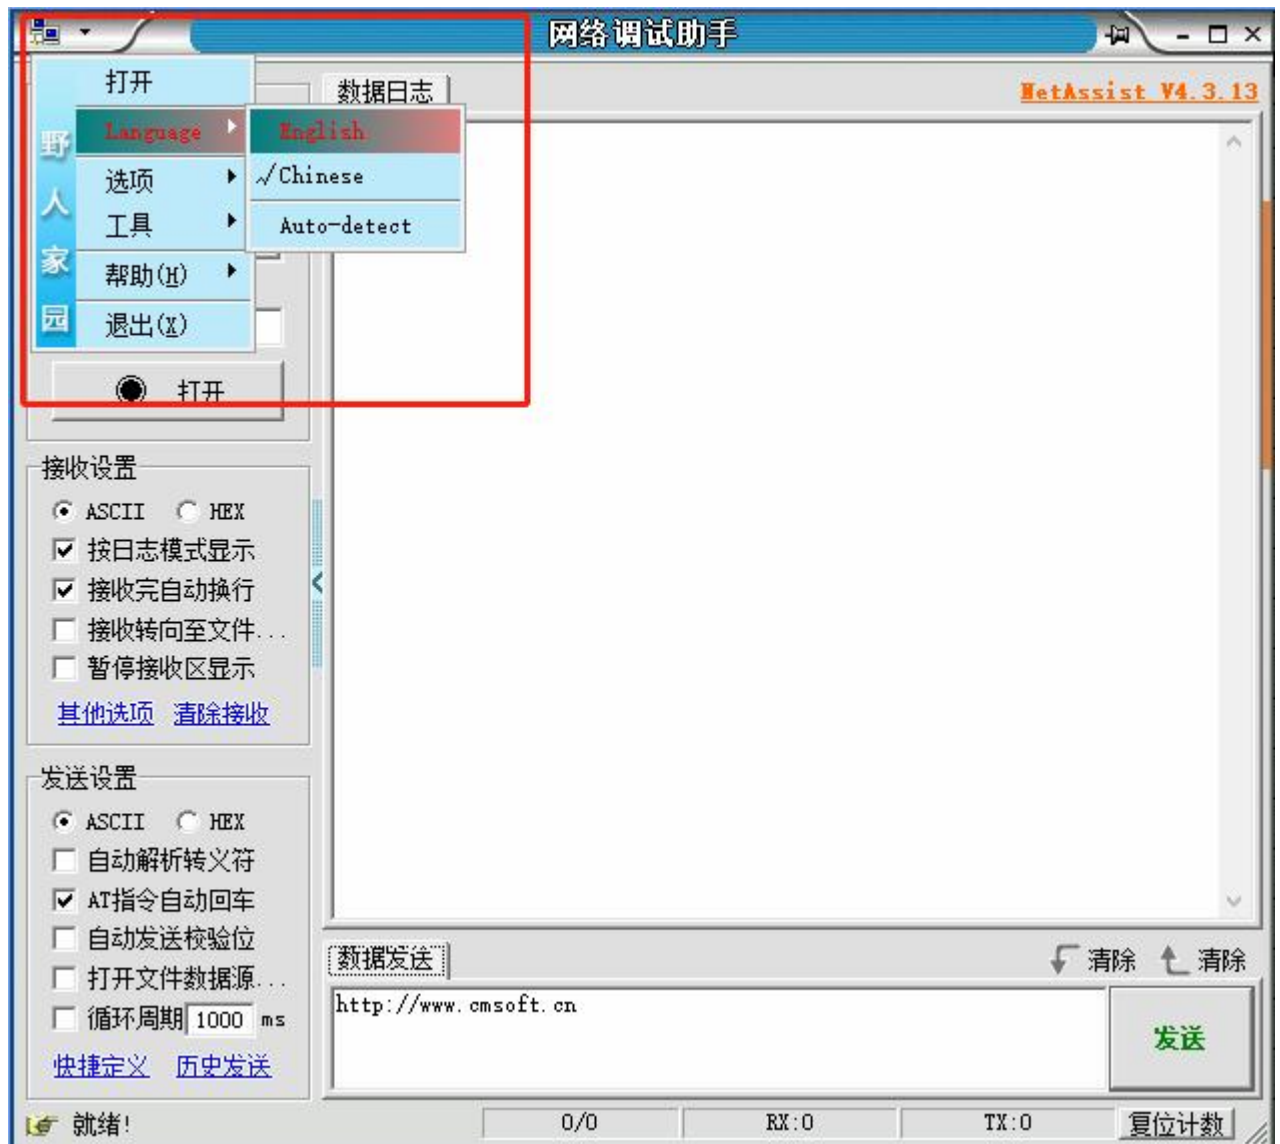 网络调试助手
打开
Language
选项
工具
帮助(H)
退出(X)
野人家园
English
√Chinese
Auto-detect
数据日志
NetAssist V4.3.13
打开
接收设置
ASCII HEX
按日志模式显示
接收完自动换行
接收转向至文件...
暂停接收区显示
其他选项 清除接收
发送设置
ASCII HEX
自动解析转义符
AT指令自动回车
自动发送校验位
打开文件数据源...
循环周期 1000 ms
快捷定义 历史发送
数据发送
清除 清除
http://www.cmsoft.cn
发送
就绪!
0/0 RX:0 TX:0 复位计数